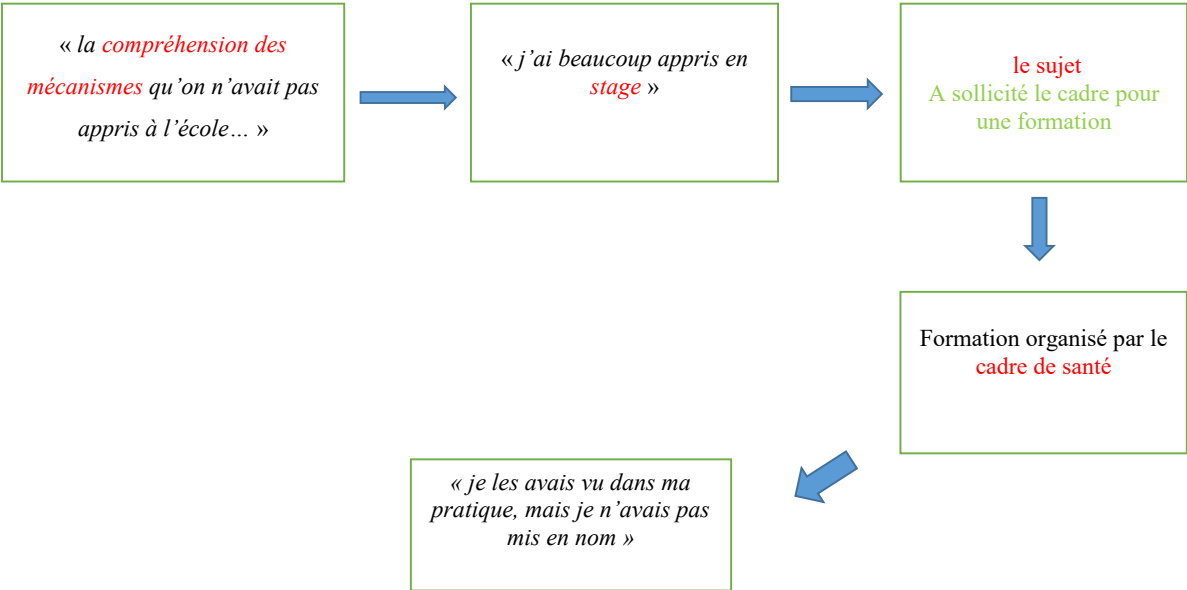 « la compréhension des
mécanismes qu’on n’avait pas
appris à l’école… »
« j’ai beaucoup appris en
stage »
le sujet
A sollicité le cadre pour
une formation
Formation organisé par le
cadre de santé
« je les avais vu dans ma
pratique, mais je n’avais pas
mis en nom »